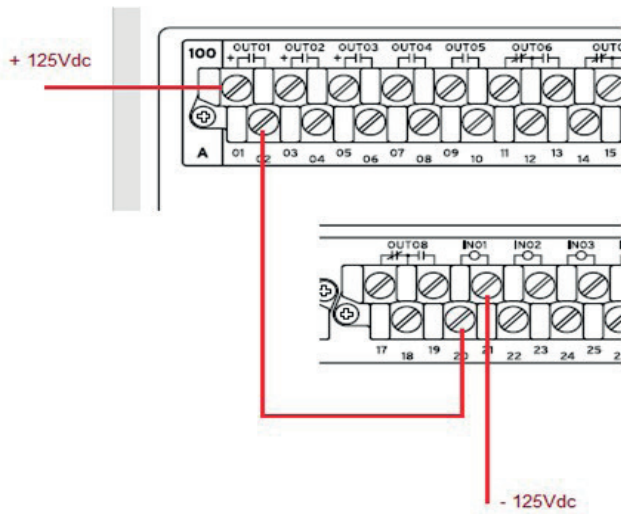 + 125Vdc
100
OUT01 OUT02 OUT03 OUT04 OUT05 OUT06
+ + +
A 01 02 03 04 05 06 07 08 09 10 11 12 13 14 15
OUT08 IN01 IN02 IN03
17 18 19 20 21 22 23 24 25
- 125Vdc